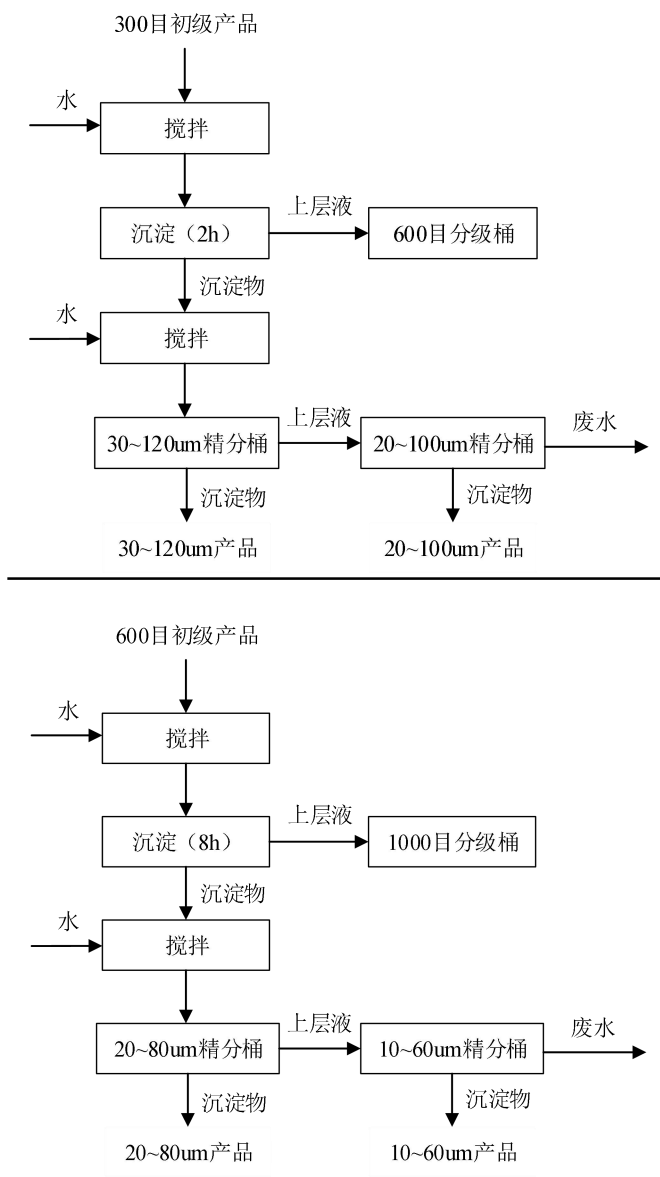 300目初级产品
水
搅拌
上层液
沉淀（2h）
600目分级桶
沉淀物
水
搅拌
上层液
废水
30~120um精分桶
20~100um精分桶
沉淀物
沉淀物
30~120um产品
20~100um产品
600目初级产品
水
搅拌
上层液
沉淀（8h）
1000目分级桶
沉淀物
水
搅拌
上层液
废水
20~80um精分桶
10~60um精分桶
沉淀物
沉淀物
20~80um产品
10~60um产品